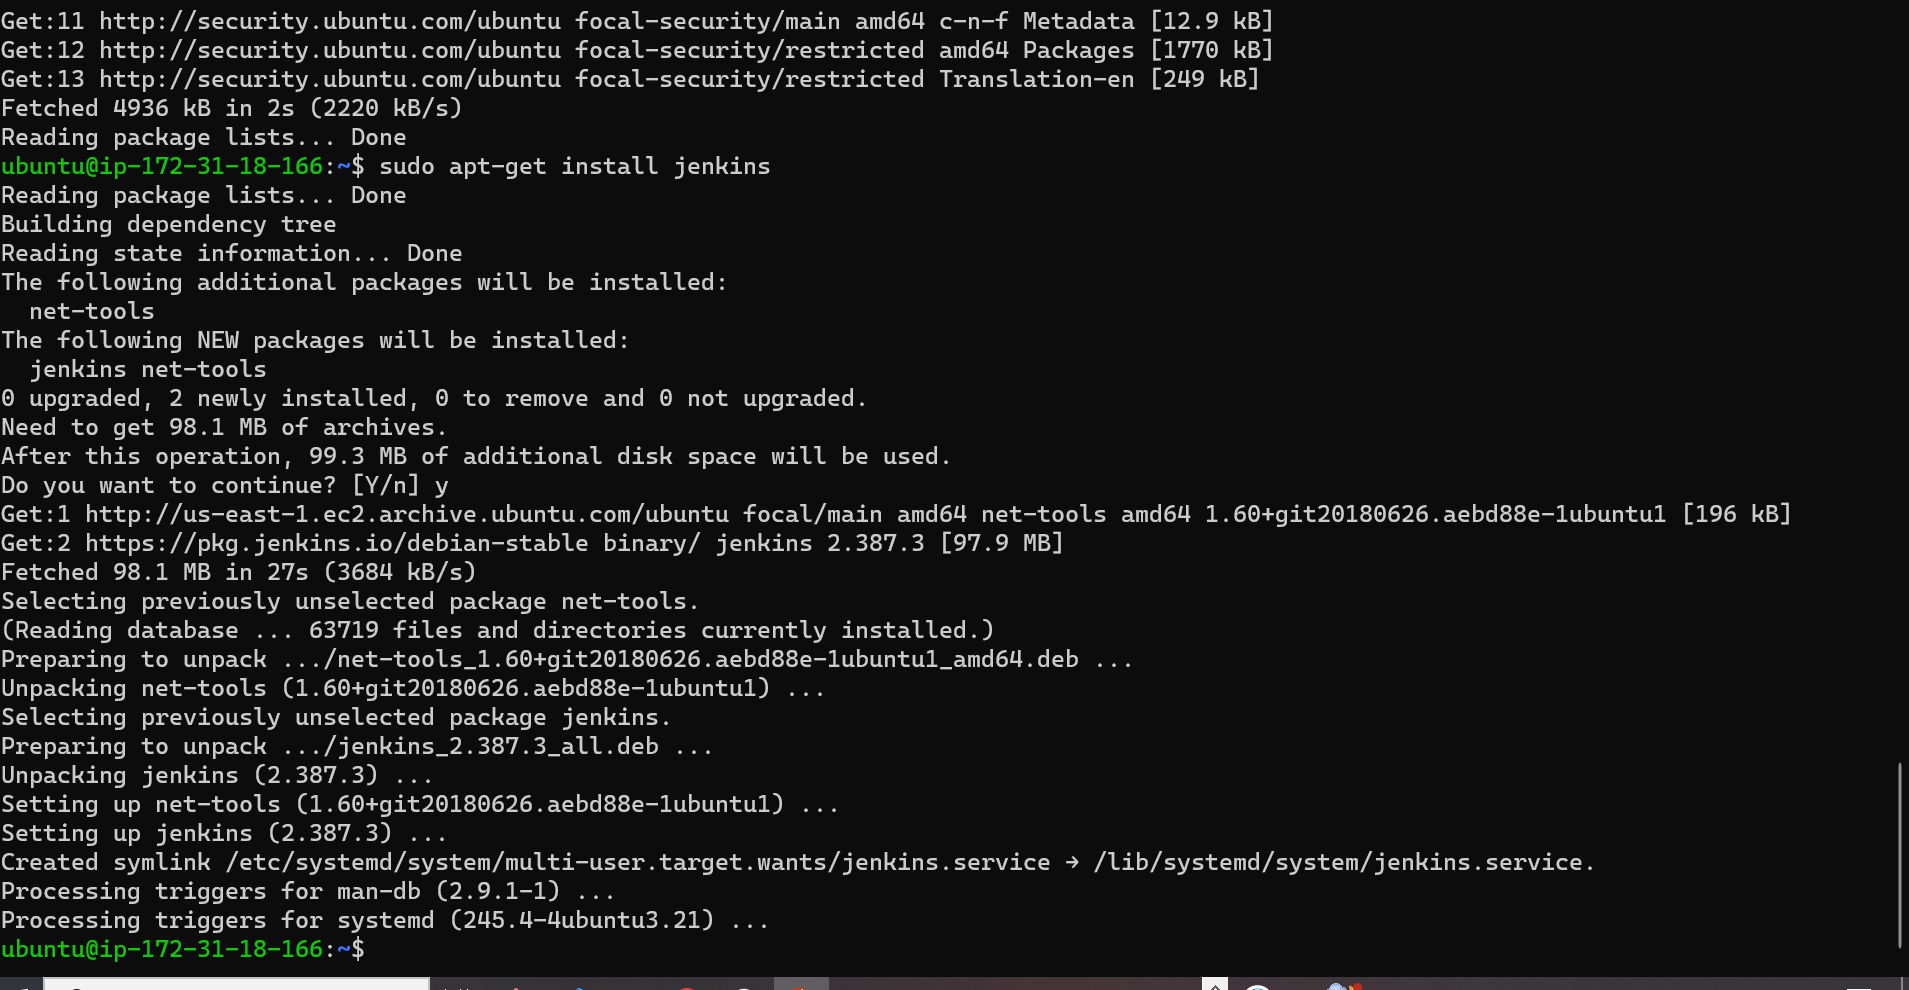 Get:11 http://security.ubuntu.com/ubuntu focal-security/main amd64 c-n-f Metadata [12.9 kB]
Get:12 http://security.ubuntu.com/ubuntu focal-security/restricted amd64 Packages [1770 kB]
Get:13 http://security.ubuntu.com/ubuntu focal-security/restricted Translation-en [249 kB]
Fetched 4936 kB in 2s (2220 kB/s)
Reading package lists... Done
ubuntu@ip-172-31-18-166:~$ sudo apt-get install jenkins
Reading package lists... Done
Building dependency tree
Reading state information... Done
The following additional packages will be installed:
  net-tools
The following NEW packages will be installed:
  jenkins net-tools
0 upgraded, 2 newly installed, 0 to remove and 0 not upgraded.
Need to get 98.1 MB of archives.
After this operation, 99.3 MB of additional disk space will be used.
Do you want to continue? [Y/n] y
Get:1 http://us-east-1.ec2.archive.ubuntu.com/ubuntu focal/main amd64 net-tools amd64 1.60+git20180626.aebd88e-1ubuntu1 [196 kB]
Get:2 https://pkg.jenkins.io/debian-stable binary/ jenkins 2.387.3 [97.9 MB]
Fetched 98.1 MB in 27s (3684 kB/s)
Selecting previously unselected package net-tools.
(Reading database ... 63719 files and directories currently installed.)
Preparing to unpack .../net-tools_1.60+git20180626.aebd88e-1ubuntu1_amd64.deb ...
Unpacking net-tools (1.60+git20180626.aebd88e-1ubuntu1) ...
Selecting previously unselected package jenkins.
Preparing to unpack .../jenkins_2.387.3_all.deb ...
Unpacking jenkins (2.387.3) ...
Setting up net-tools (1.60+git20180626.aebd88e-1ubuntu1) ...
Setting up jenkins (2.387.3) ...
Created symlink /etc/systemd/system/multi-user.target.wants/jenkins.service → /lib/systemd/system/jenkins.service.
Processing triggers for man-db (2.9.1-1) ...
Processing triggers for systemd (245.4-4ubuntu3.21) ...
ubuntu@ip-172-31-18-166:~$